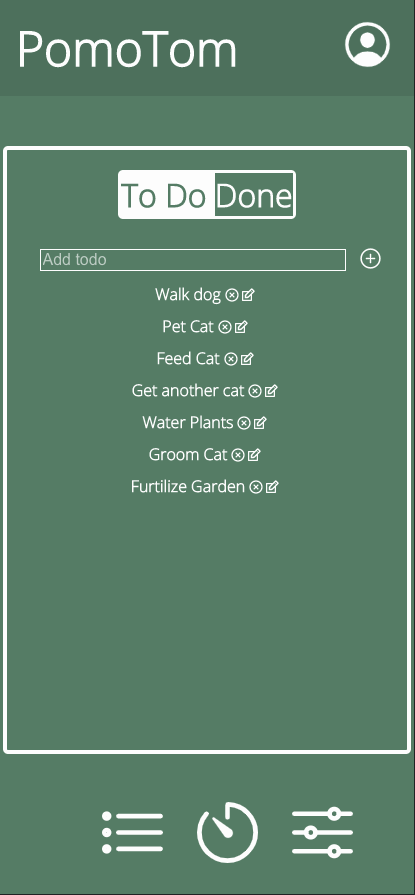 PomoTom
To Do Done
Add todo
Walk dog
Pet Cat
Feed Cat
Get another cat
Water Plants
Groom Cat
Furtilize Garden